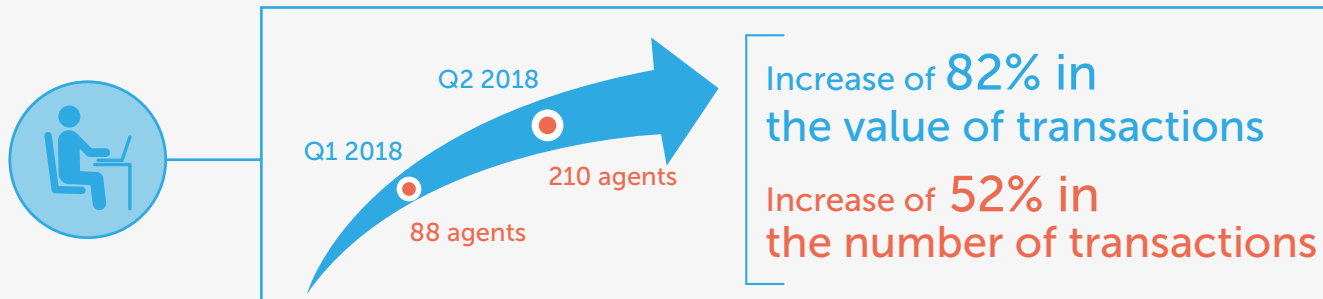 Q2 2018
Q1 2018
210 agents
88 agents
Increase of 82% in
the value of transactions
Increase of 52% in
the number of transactions